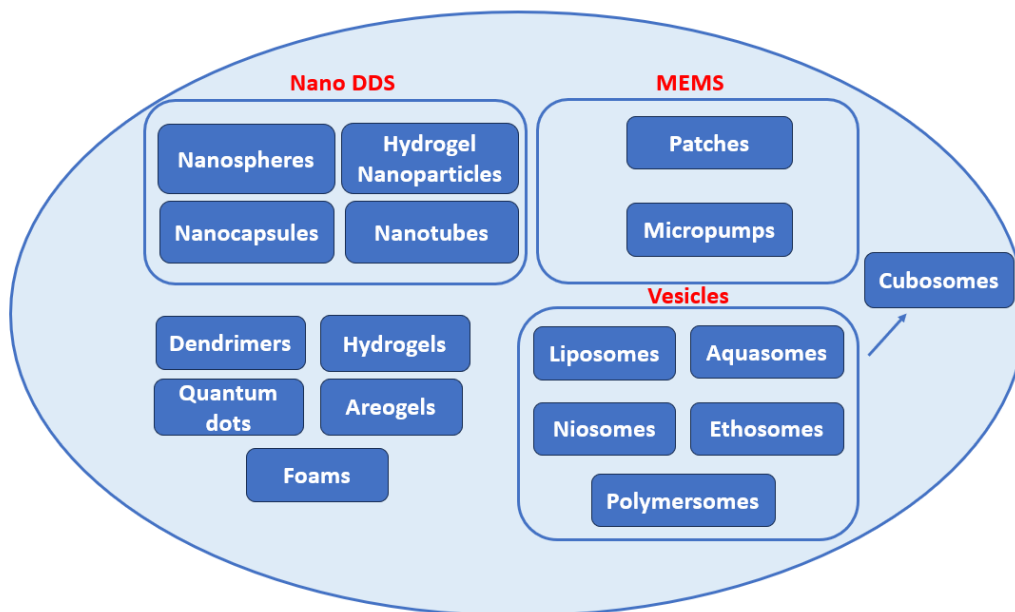 Nano DDS
Nanospheres
Hydrogel
Nanoparticles
Nanocapsules
Nanotubes
MEMS
Patches
Micropumps
Cubosomes
Vesicles
Liposomes
Aquasomes
Niosomes
Ethosomes
Polymersomes
Dendrimers
Hydrogels
Quantum
dots
Areogels
Foams